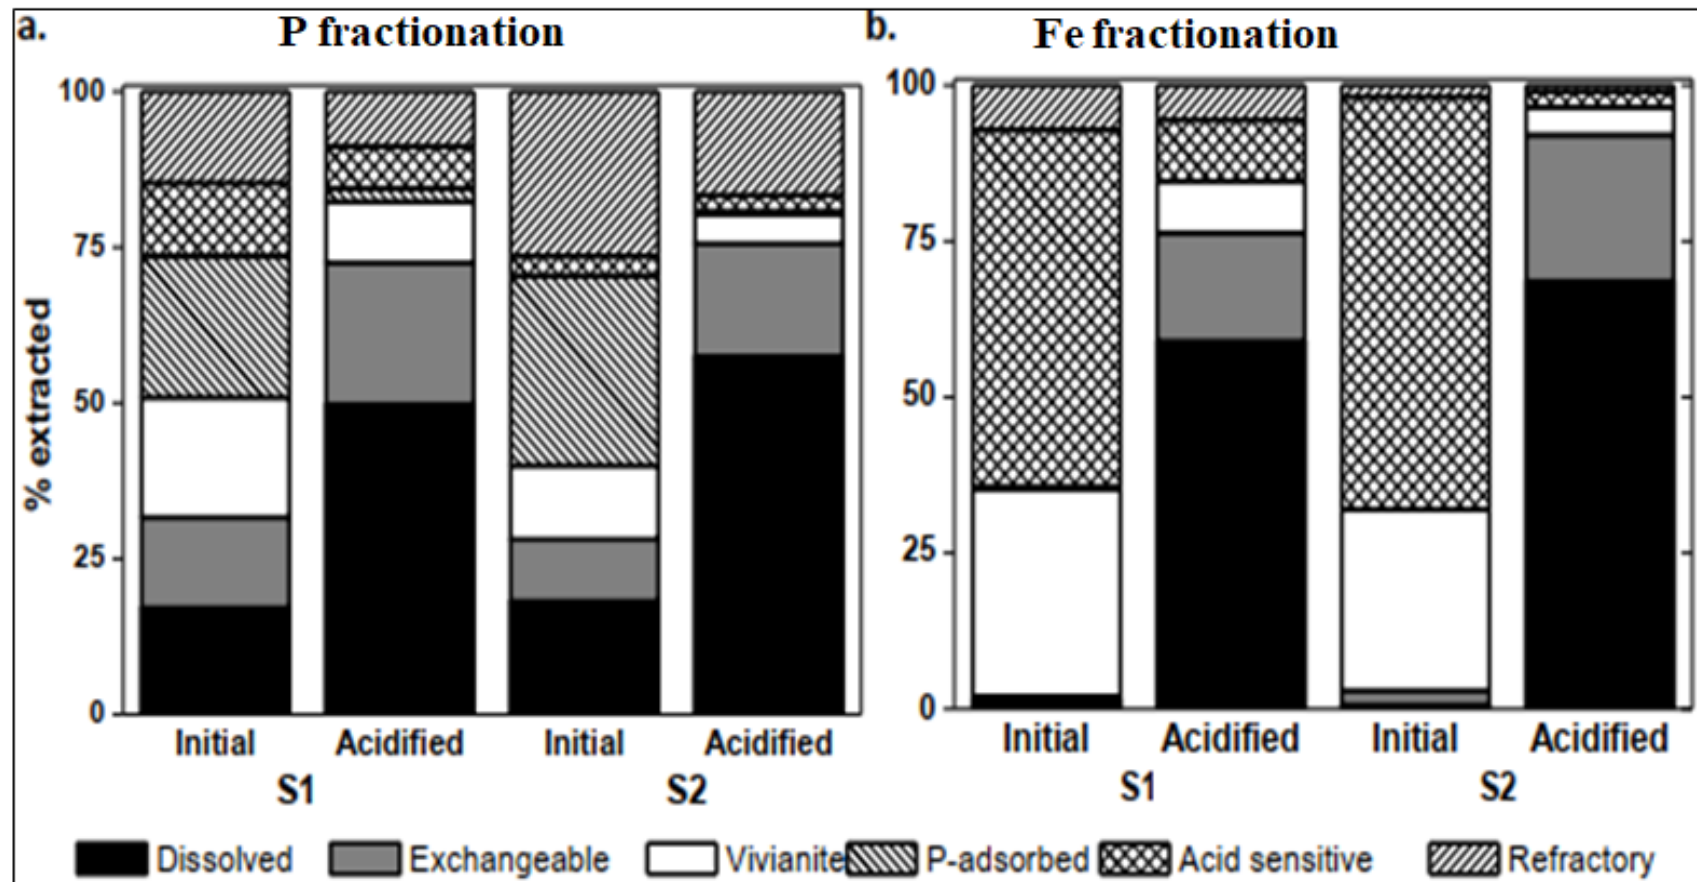 a. P fractionation
b. Fe fractionation
% extracted
100
75
50
25
0
100
75
50
25
0
Initial Acidified Initial Acidified
S1 S2
Initial Acidified Initial Acidified
S1 S2
Dissolved Exchangeable Vivianite P-adsorbed Acid sensitive Refractory